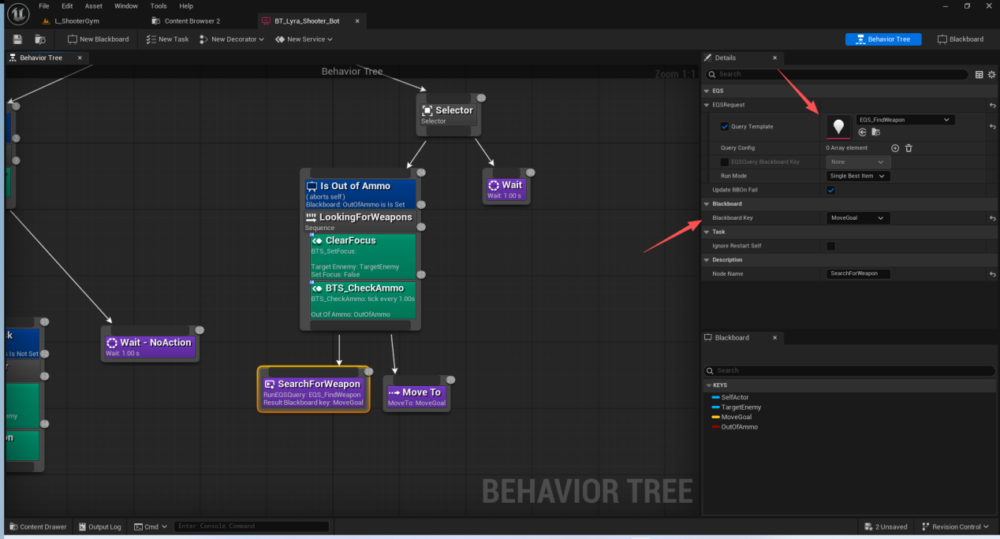 File Edit Asset Window Tools Help
L_ShooterGym Content Browser 2 BT_Lyra_Shooter_Bot
New Blackboard New Task New Decorator New Service Behavior Tree Blackboard
Behavior Tree
Behavior Tree
Zoom 1:1
Selector
Selector
Is Out of Ammo
( aborts self )
Blackboard: OutOfAmmo is Is Set
LookingForWeapons
Sequence
ClearFocus
BTS_SetFocus:
Target Ennemy: TargetEnemy
Set Focus: False
BTS_CheckAmmo
BTS_CheckAmmo: tick every 1.00s
Out Of Ammo: OutOfAmmo
Wait
Wait: 1.00 s
k
s Is Not Set
r
emy
on
Wait - NoAction
Wait: 1.00 s
SearchForWeapon
RunEQSQuery: EQS_FindWeapon
Result Blackboard key: MoveGoal
Move To
MoveTo: MoveGoal
BEHAVIOR TREE
Details
Search
EQS
EQSRequest
Query Template EQS_FindWeapon
Query Config 0 Array element
EQSQuery Blackboard Key None
Run Mode Single Best Item
Update BBOn Fail
Blackboard
Blackboard Key MoveGoal
Task
Ignore Restart Self
Description
Node Name SearchForWeapon
Blackboard
Search
KEYS
SelfActor
TargetEnemy
MoveGoal
OutOfAmmo
Content Drawer Output Log Cmd Enter Console Command 2 Unsaved Revision Control